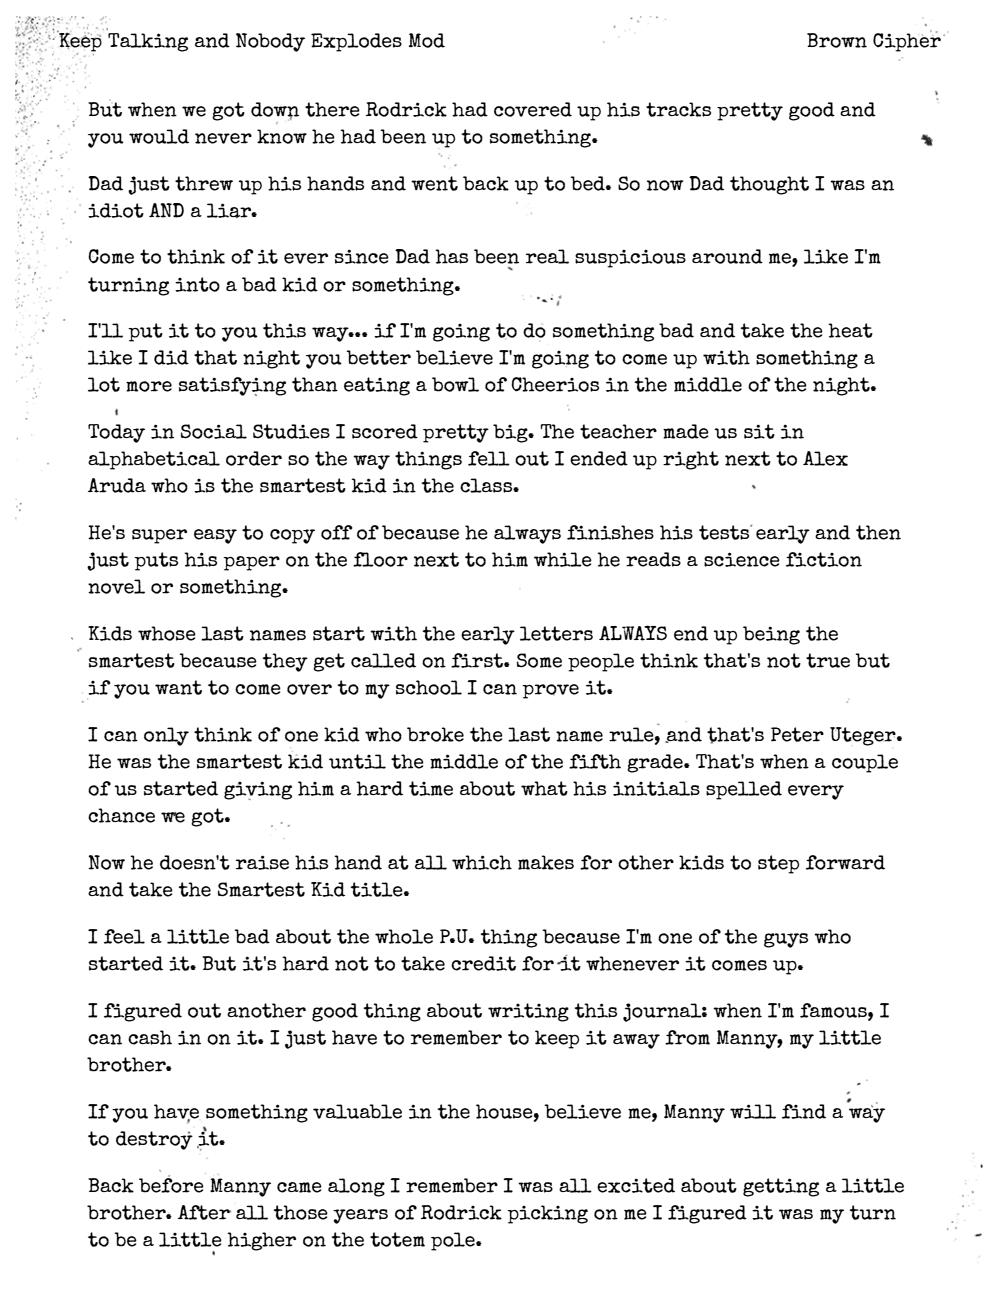 Keep Talking and Nobody Explodes Mod Brown Cipher
But when we got down there Rodrick had covered up his tracks pretty good and
you would never know he had been up to something.
Dad just threw up his hands and went back up to bed. So now Dad thought I was an
idiot AND a liar.
Come to think of it ever since Dad has been real suspicious around me, like I'm
turning into a bad kid or something.
I'll put it to you this way... if I'm going to do something bad and take the heat
like I did that night you better believe I'm going to come up with something a
lot more satisfying than eating a bowl of Cheerios in the middle of the night.
Today in Social Studies I scored pretty big. The teacher made us sit in
alphabetical order so the way things fell out I ended up right next to Alex
Aruda who is the smartest kid in the class.
He's super easy to copy off of because he always finishes his tests early and then
just puts his paper on the floor next to him while he reads a science fiction
novel or something.
Kids whose last names start with the early letters ALWAYS end up being the
smartest because they get called on first. Some people think that's not true but
if you want to come over to my school I can prove it.
I can only think of one kid who broke the last name rule, and that's Peter Uteger.
He was the smartest kid until the middle of the fifth grade. That's when a couple
of us started giving him a hard time about what his initials spelled every
chance we got.
Now he doesn't raise his hand at all which makes for other kids to step forward
and take the Smartest Kid title.
I feel a little bad about the whole P.U. thing because I'm one of the guys who
started it. But it's hard not to take credit for it whenever it comes up.
I figured out another good thing about writing this journal: when I'm famous, I
can cash in on it. I just have to remember to keep it away from Manny, my little
brother.
If you have something valuable in the house, believe me, Manny will find a way
to destroy it.
Back before Manny came along I remember I was all excited about getting a little
brother. After all those years of Rodrick picking on me I figured it was my turn
to be a little higher on the totem pole.